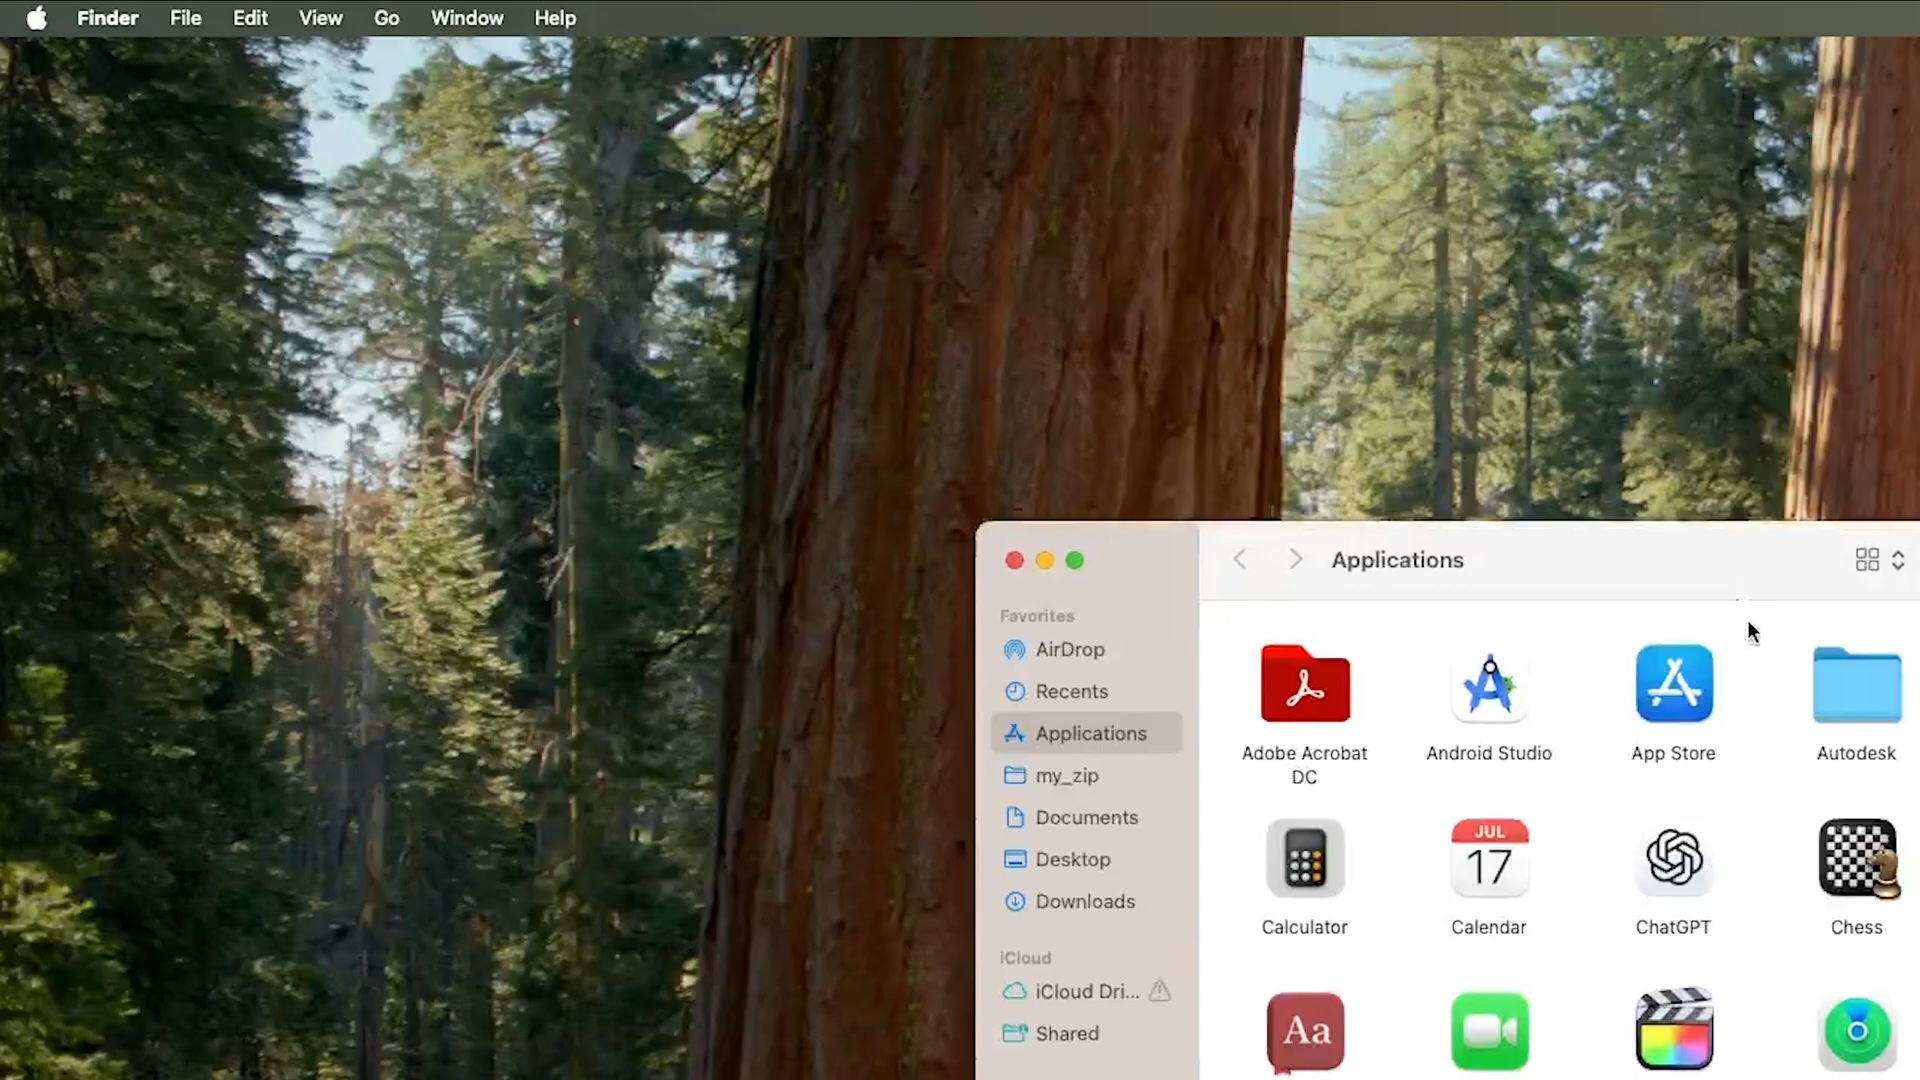 Finder File Edit View Go Window Help
Applications
Favorites
AirDrop
Recents
Applications
my_zip
Documents
Desktop
Downloads
iCloud
iCloud Dri...
Shared
Adobe Acrobat
DC
Android Studio
App Store
Autodesk
JUL
17
Calculator
Calendar
ChatGPT
Chess
Aa